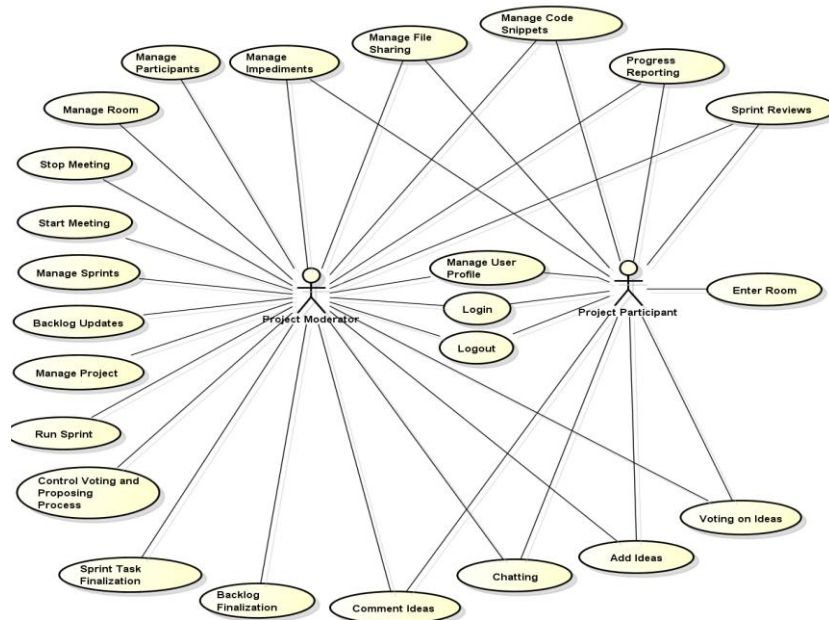 Manage Code
Snippets
Manage File
Sharing
Manage
Participants
Manage
Impediments
Progress
Reporting
Manage Room
Sprint Reviews
Stop Meeting
Start Meeting
Manage Sprints
Manage User
Profile
Enter Room
Login
Backlog Updates
Project Moderator
Project Participant
Logout
Manage Project
Run Sprint
Control Voting and
Proposing
Process
Voting on Ideas
Add Ideas
Sprint Task
Finalization
Chatting
Backlog
Finalization
Comment Ideas